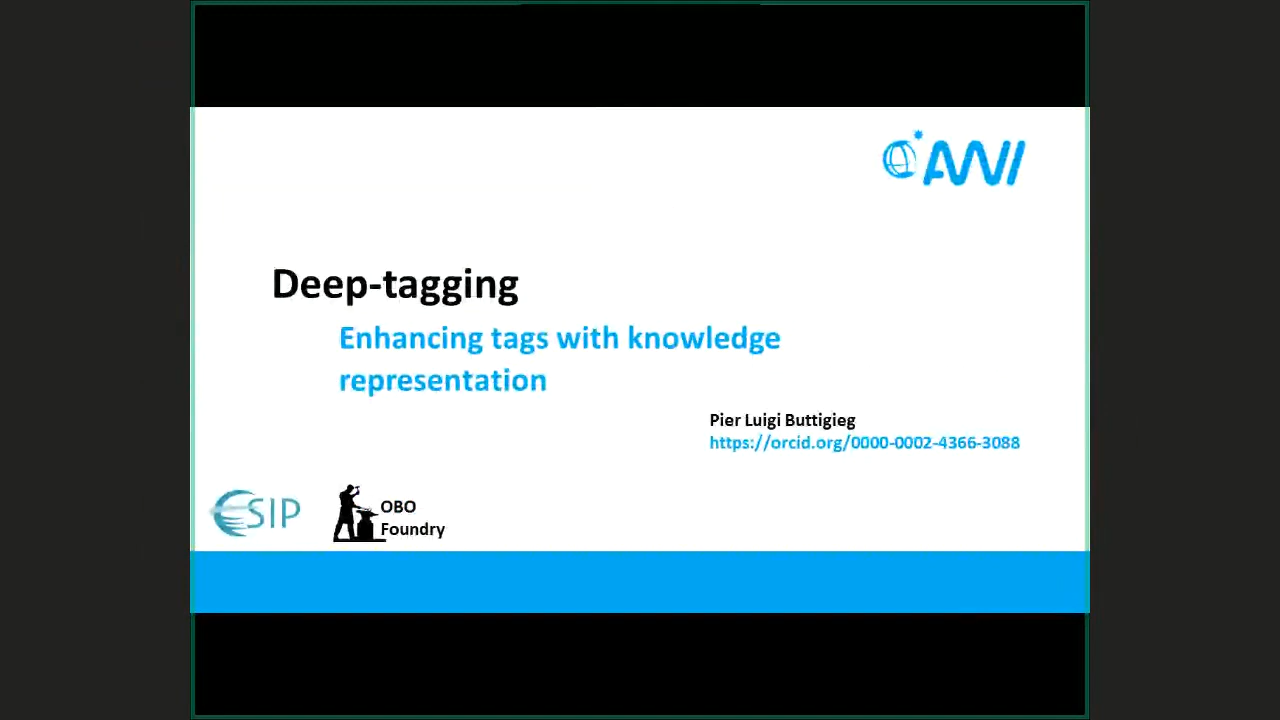 AWI
Deep-tagging
Enhancing tags with knowledge
representation
Pier Luigi Buttigieg
https://orcid.org/0000-0002-4366-3088
ESIP
OBO
Foundry